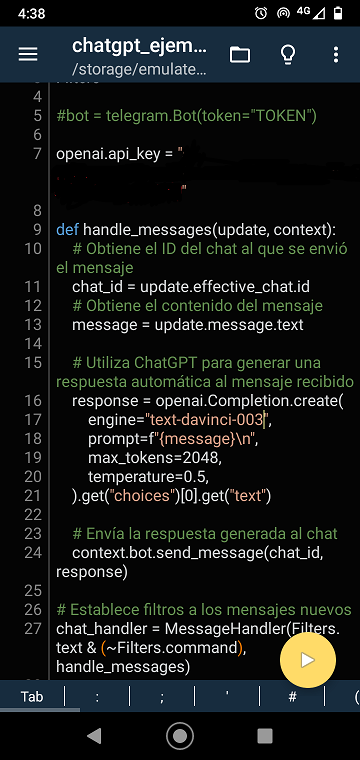 4:38
4G
chatgpt_ejem...
/storage/emulate...
4
5 #bot = telegram.Bot(token="TOKEN")
6
7 openai.api_key = "
"
8
9 def handle_messages(update, context):
10 # Obtiene el ID del chat al que se envió
el mensaje
11 chat_id = update.effective_chat.id
12 # Obtiene el contenido del mensaje
13 message = update.message.text
14
15 # Utiliza ChatGPT para generar una
respuesta automática al mensaje recibido
16 response = openai.Completion.create(
17 engine="text-davinci-003",
18 prompt=f"{message}\n",
19 max_tokens=2048,
20 temperature=0.5,
21 ).get("choices")[0].get("text")
22
23 # Envía la respuesta generada al chat
24 context.bot.send_message(chat_id,
response)
25
26 # Establece filtros a los mensajes nuevos
27 chat_handler = MessageHandler(Filters.
text & (~Filters.command),
handle_messages)
Tab : ; ' # (